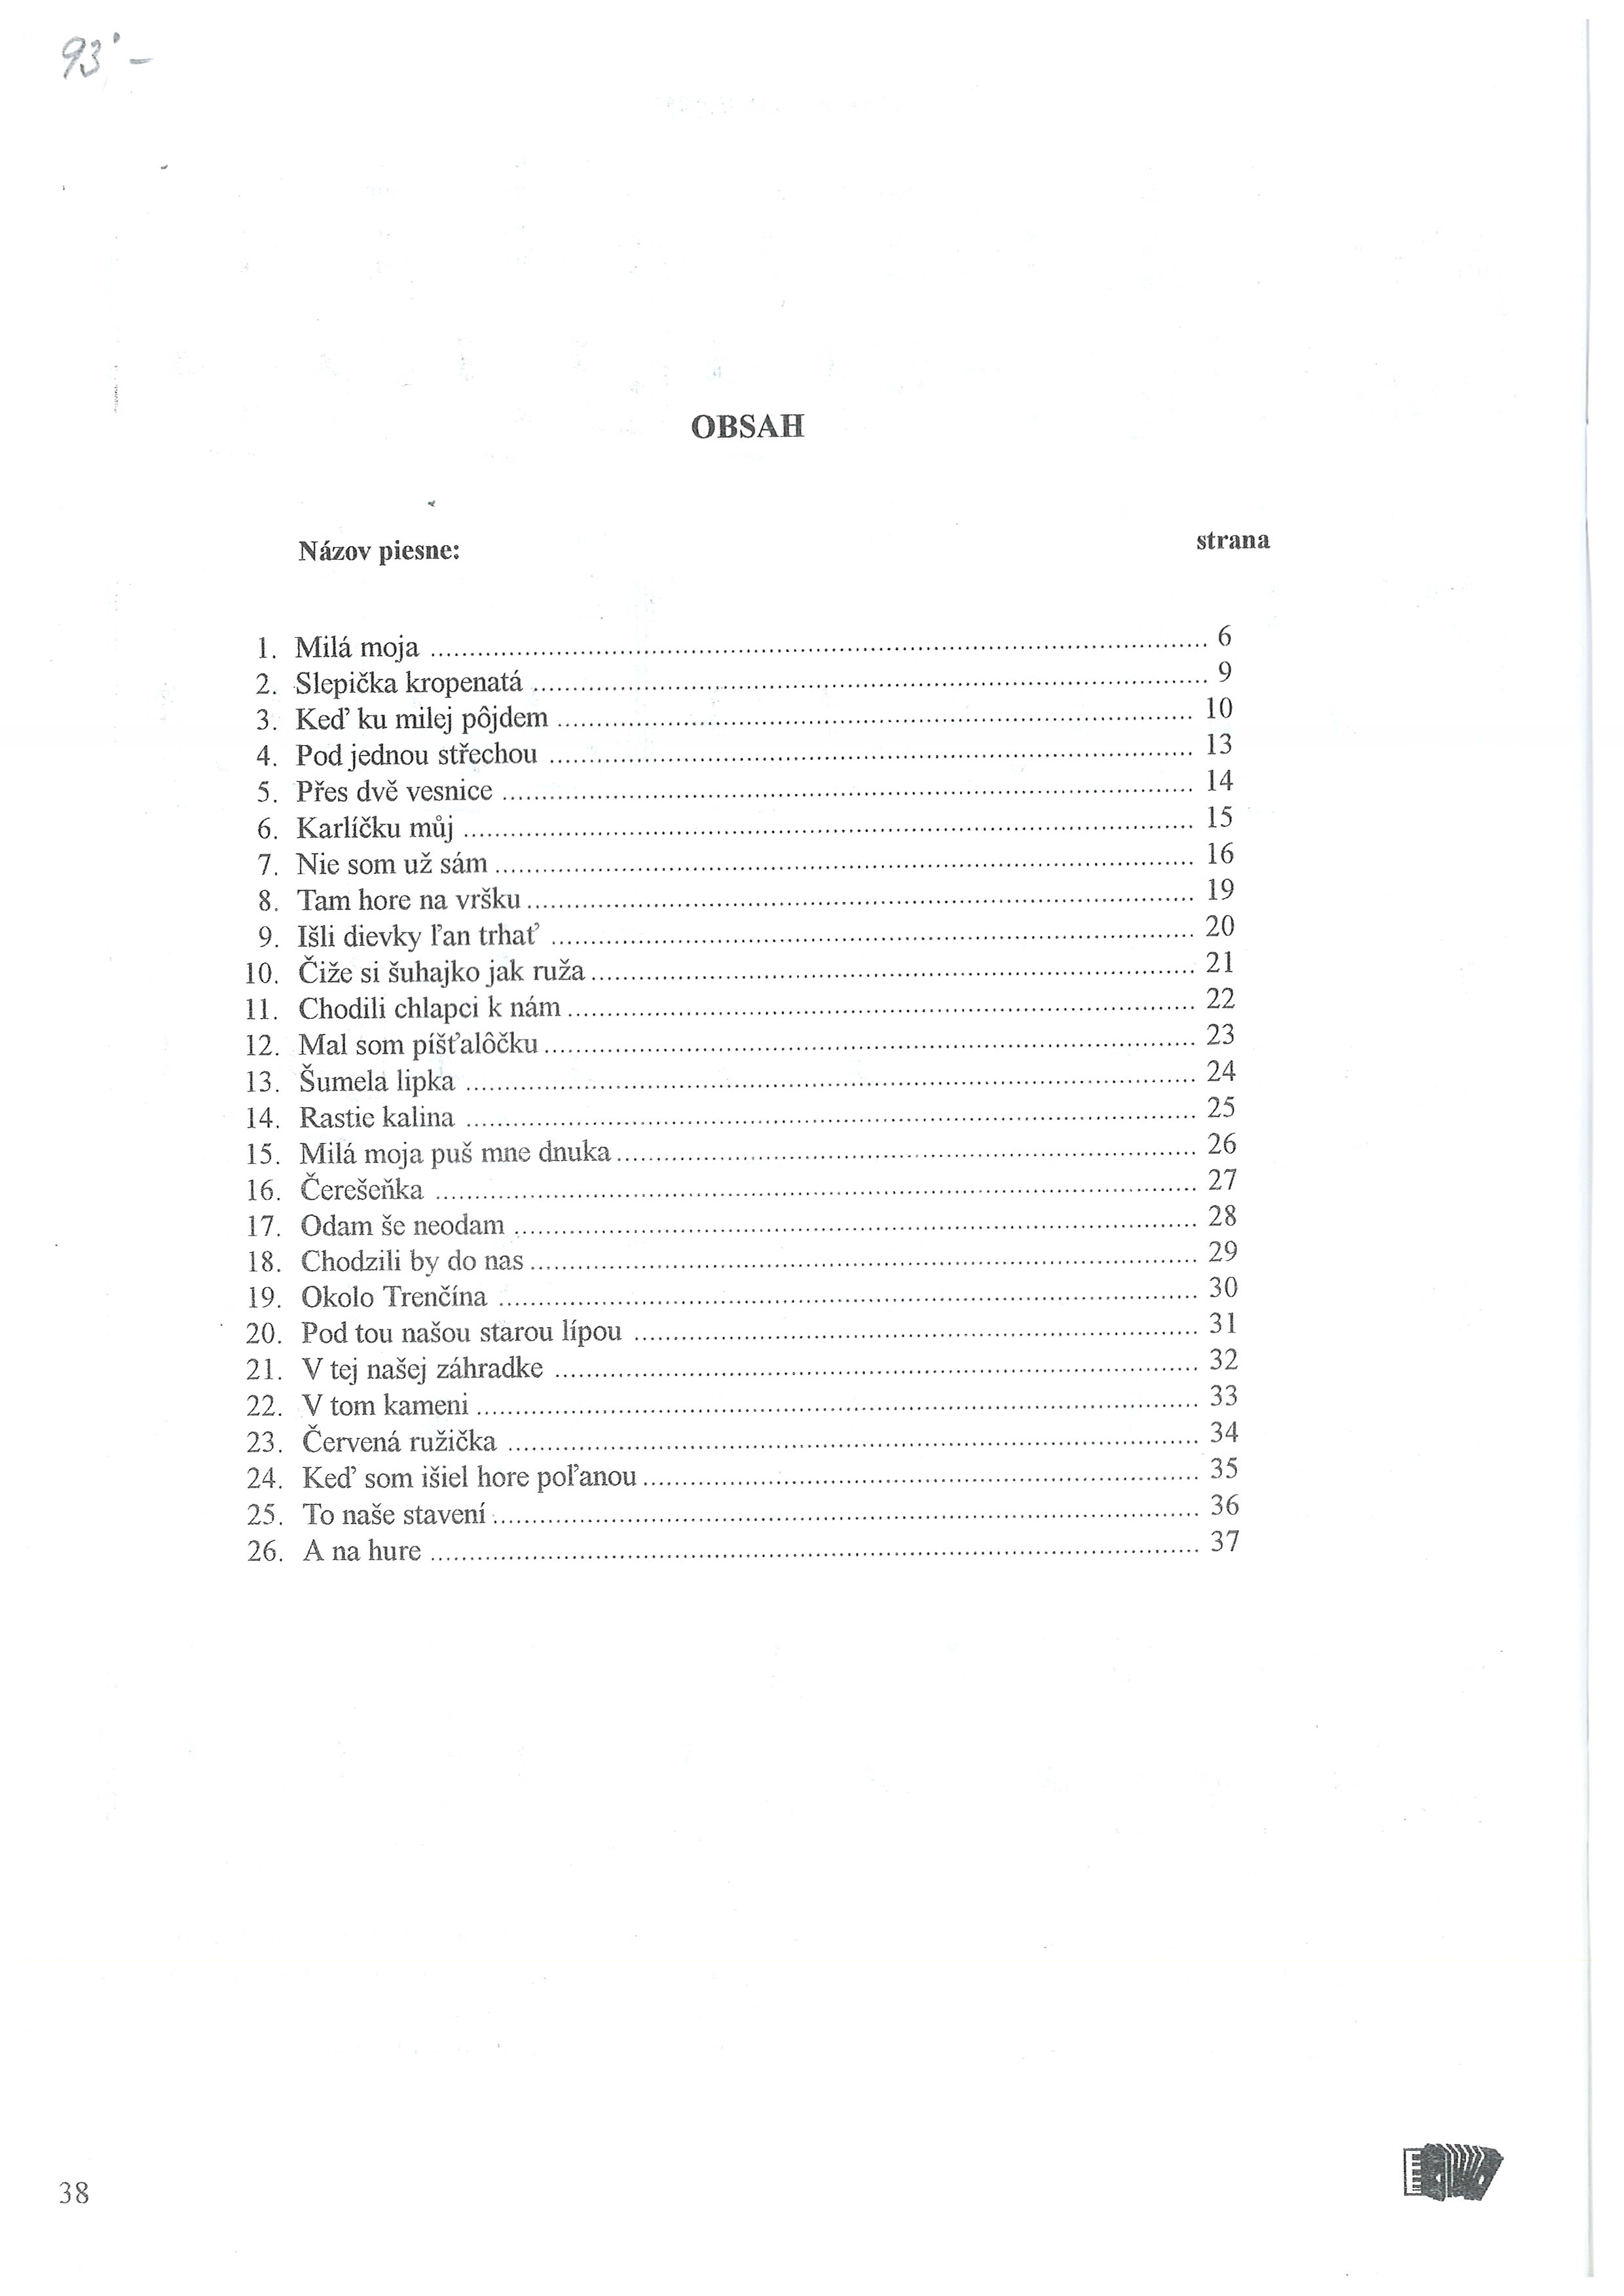 93'-
OBSAH
Názov piesne: strana
1. Milá moja ........ 6
2. Slepička kropenatá ........ 9
3. Keď ku milej pôjdem ........ 10
4. Pod jednou střechou ........ 13
5. Přes dvě vesnice ........ 14
6. Karlíčku můj ........ 15
7. Nie som už sám ........ 16
8. Tam hore na vršku ........ 19
9. Išli dievky ľan trhať ........ 20
10. Čiže si šuhajko jak ruža ........ 21
11. Chodili chlapci k nám ........ 22
12. Mal som píšťalôčku ........ 23
13. Šumela lipka ........ 24
14. Rastie kalina ........ 25
15. Milá moja puš mne dnuka ........ 26
16. Čerešeňka ........ 27
17. Odam še neodam ........ 28
18. Chodzili by do nas ........ 29
19. Okolo Trenčína ........ 30
20. Pod tou našou starou lípou ........ 31
21. V tej našej záhradke ........ 32
22. V tom kameni ........ 33
23. Červená ružička ........ 34
24. Keď som išiel hore poľanou ........ 35
25. To naše stavení ........ 36
26. A na hure ........ 37
38